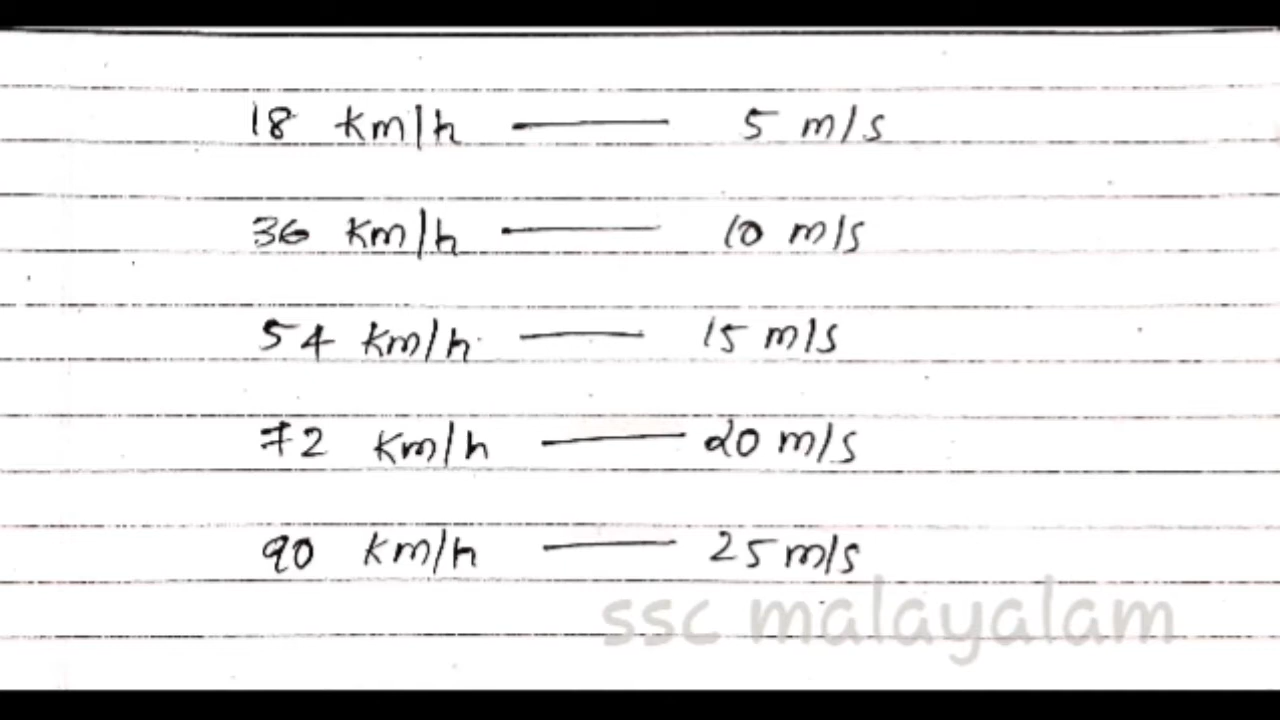 18 km/h —— 5 m/s
36 km/h —— 10 m/s
54 km/h —— 15 m/s
72 km/h —— 20 m/s
90 km/h —— 25 m/s
ssc malayalam